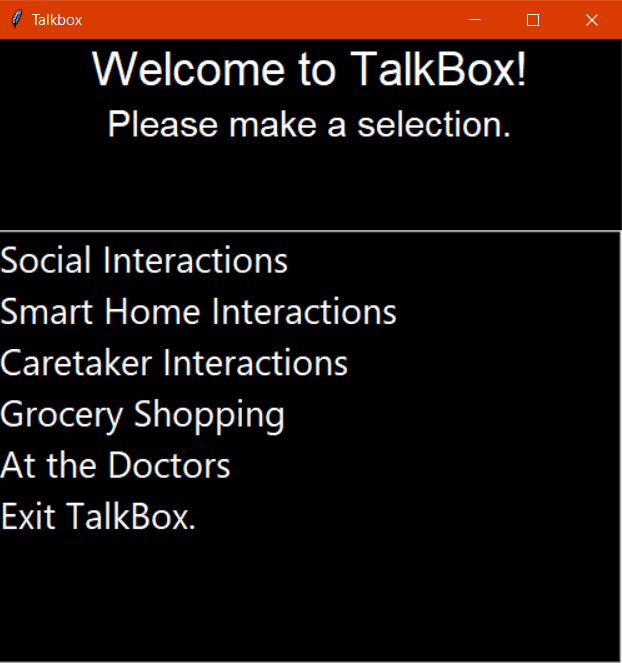 Talkbox
Welcome to TalkBox!
Please make a selection.
Social Interactions
Smart Home Interactions
Caretaker Interactions
Grocery Shopping
At the Doctors
Exit TalkBox.